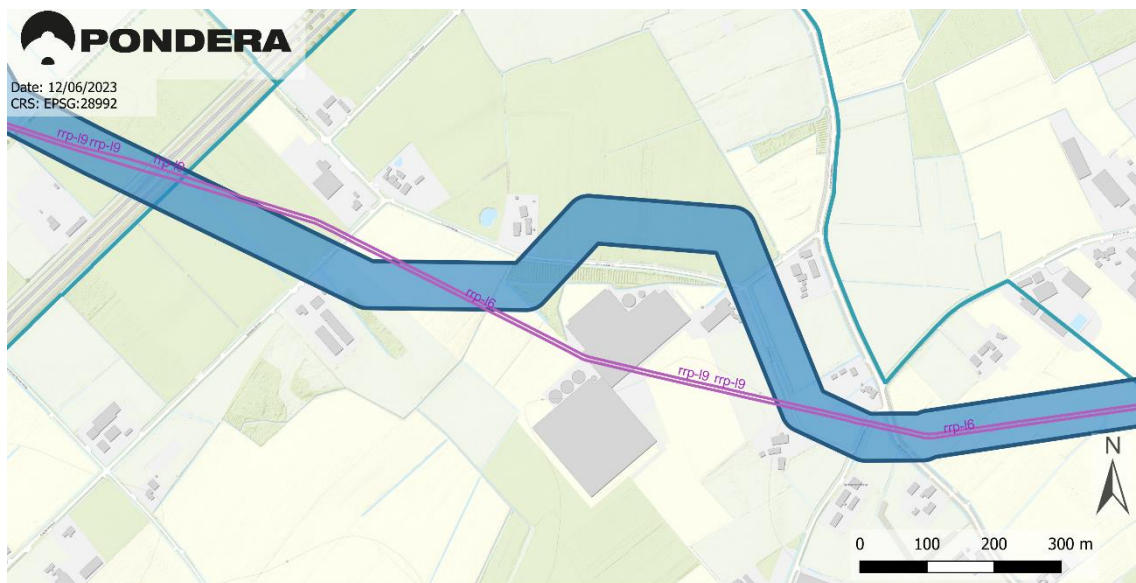 PONDERA
Date: 12/06/2023
CRS: EPSG:28992
rrp-l9 rrp-l9
rrp-l9
rrp-l6
rrp-l9 rrp-l9
rrp-l6
N
0 100 200 300 m